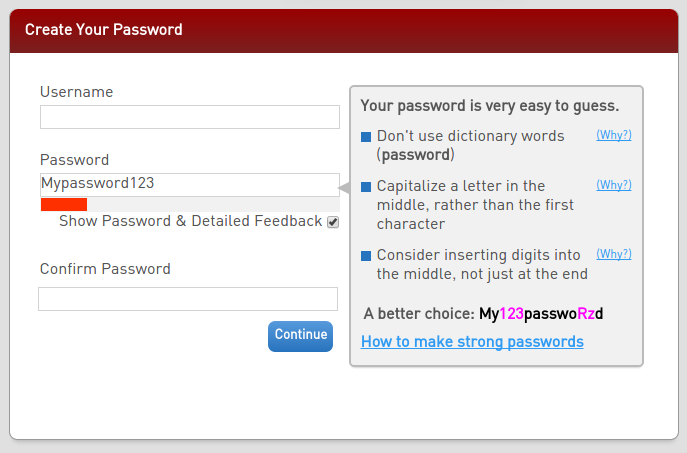 Create Your Password
Username
Password
Mypassword123
Show Password & Detailed Feedback
Confirm Password
Continue
Your password is very easy to guess.
Don't use dictionary words (Why?)
(password)
Capitalize a letter in the (Why?)
middle, rather than the first
character
Consider inserting digits into (Why?)
the middle, not just at the end
A better choice: My123passwoRzd
How to make strong passwords